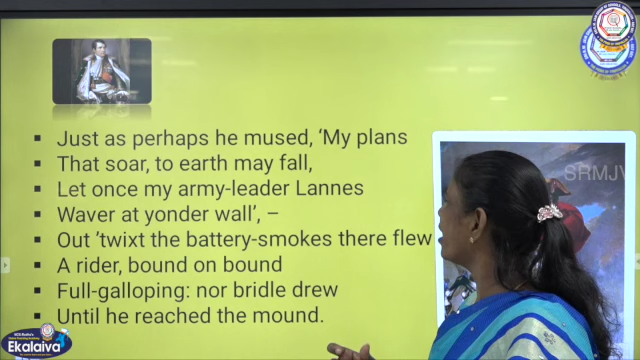 SRMJV
Just as perhaps he mused, ‘My plans
That soar, to earth may fall,
Let once my army-leader Lannes
Waver at yonder wall’, –
Out ’twixt the battery-smokes there flew
A rider, bound on bound
Full-galloping: nor bridle drew
Until he reached the mound.
Ekalaiva